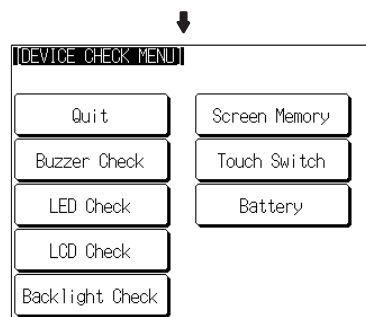 [DEVICE CHECK MENU]
Quit
Screen Memory
Buzzer Check
Touch Switch
LED Check
Battery
LCD Check
Backlight Check